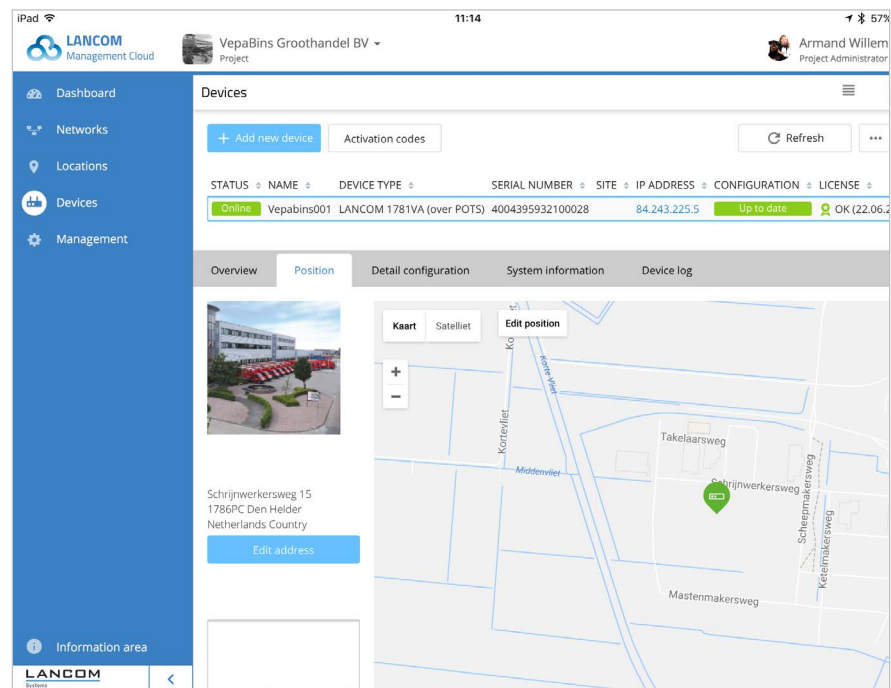 iPad
11:14
57%
LANCOM
Management Cloud
VepaBins Groothandel BV
Project
Armand Willem
Project Administrator
Dashboard
Networks
Locations
Devices
Management
Devices
+ Add new device
Activation codes
Refresh
STATUS NAME DEVICE TYPE SERIAL NUMBER SITE IP ADDRESS CONFIGURATION LICENSE
Online Vepabins001 LANCOM 1781VA (over POTS) 4004395932100028 84.243.225.5 Up to date OK (22.06.2
Overview Position Detail configuration System information Device log
Kaart Satelliet Edit position
+
−
Korte Vliet
Kortevliet
Middenvliet
Takelaarsweg
Schrijnwerkersweg
Scheepmakersweg
Ketelmakersweg
Mastenmakersweg
Schrijnwerkersweg 15
1786PC Den Helder
Netherlands Country
Edit address
Information area
LANCOM
Systems